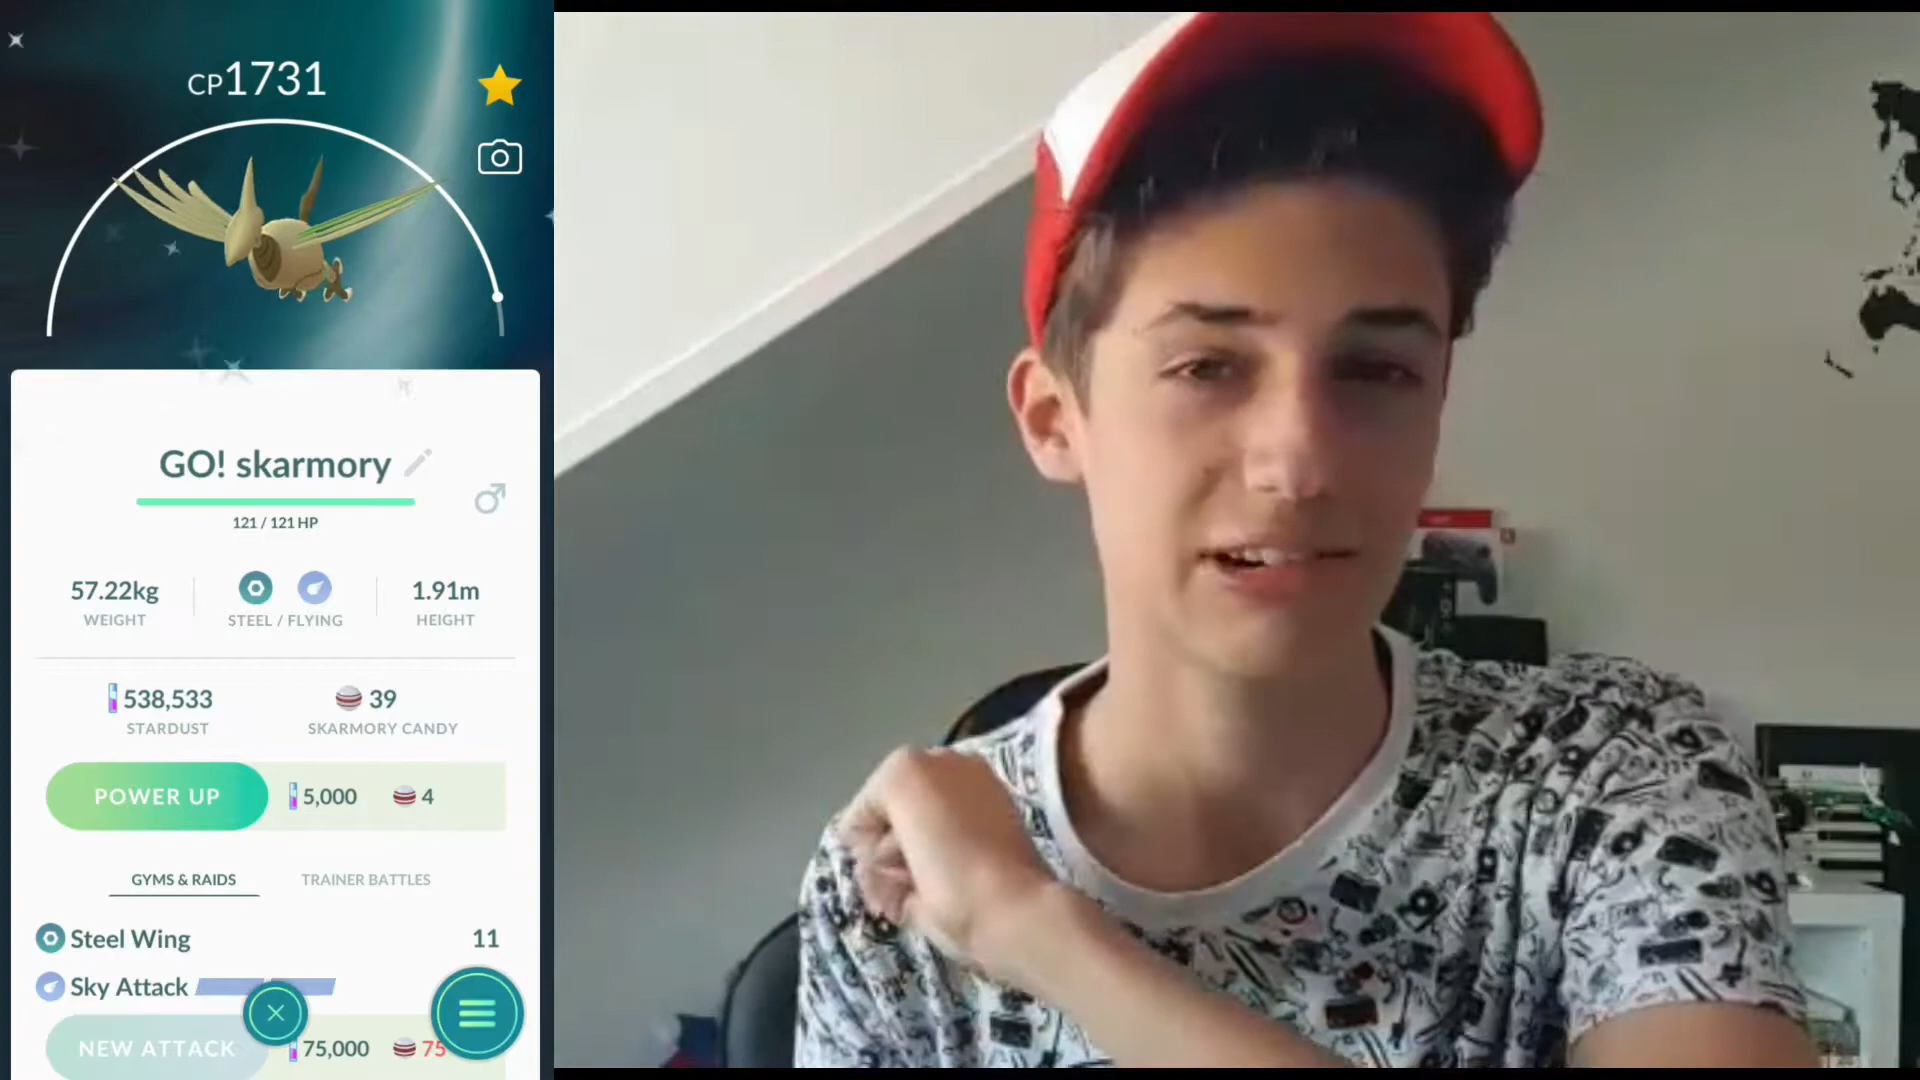 CP1731
GO! skarmory
121 / 121 HP
57.22kg
WEIGHT
STEEL / FLYING
1.91m
HEIGHT
538,533
STARDUST
39
SKARMORY CANDY
POWER UP
5,000
4
GYMS & RAIDS
TRAINER BATTLES
Steel Wing
11
Sky Attack
NEW ATTACK
75,000
75